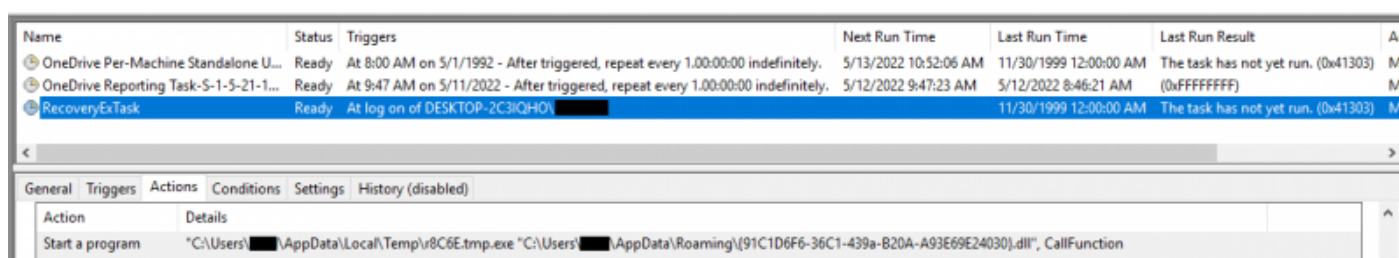 Name Status Triggers Next Run Time Last Run Time Last Run Result A
OneDrive Per-Machine Standalone U... Ready At 8:00 AM on 5/1/1992 - After triggered, repeat every 1.00:00:00 indefinitely. 5/13/2022 10:52:06 AM 11/30/1999 12:00:00 AM The task has not yet run. (0x41303) M
OneDrive Reporting Task-S-1-5-21-1... Ready At 9:47 AM on 5/11/2022 - After triggered, repeat every 1.00:00:00 indefinitely. 5/12/2022 9:47:23 AM 5/12/2022 8:46:21 AM (0xFFFFFFFF) M
RecoveryExTask Ready At log on of DESKTOP-2C3IQHO\ 11/30/1999 12:00:00 AM The task has not yet run. (0x41303) M
General Triggers Actions Conditions Settings History (disabled)
Action Details
Start a program "C:\Users\ \AppData\Local\Temp\r8C6E.tmp.exe "C:\Users\ \AppData\Roaming\{91C1D6F6-36C1-439a-B20A-A93E69E24030}.dll", CallFunction